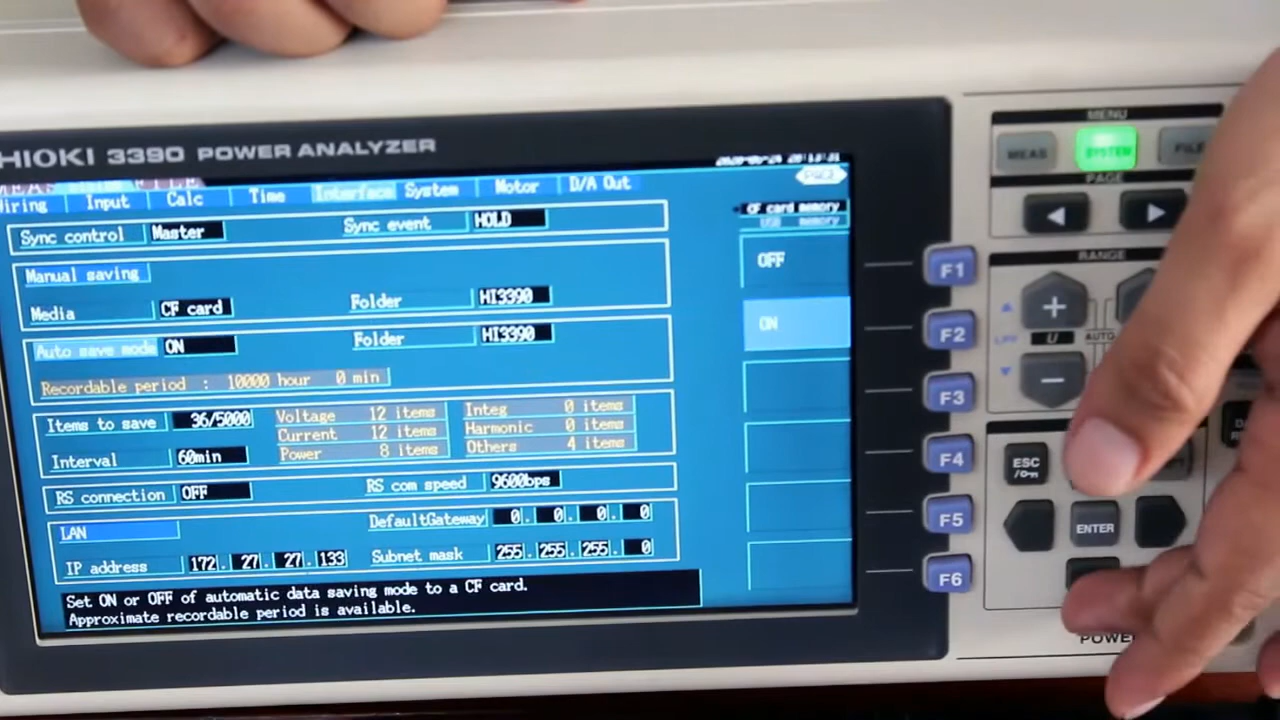 HIOKI 3390 POWER ANALYZER
MENU
MEAS SYSTEM FILE
PAGE
RANGE
+
U
AUTO
−
ESC
ENTER
POWER
F1
F2
F3
F4
F5
F6
Wiring Input Calc Time Interface System Motor D/A Out
PAGE
CF card memory
USB memory
OFF
ON
Sync control Master Sync event HOLD
Manual saving
Media CF card Folder HI3390
Auto save mode ON Folder HI3390
Recordable period : 10000 hour 0 min
Items to save 36/5000 Voltage 12 items Integ 0 items
Current 12 items Harmonic 0 items
Interval 60min Power 8 items Others 4 items
RS connection OFF RS com speed 9600bps
LAN DefaultGateway 0. 0. 0. 0
IP address 172. 27. 27. 133 Subnet mask 255. 255. 255. 0
Set ON or OFF of automatic data saving mode to a CF card.
Approximate recordable period is available.